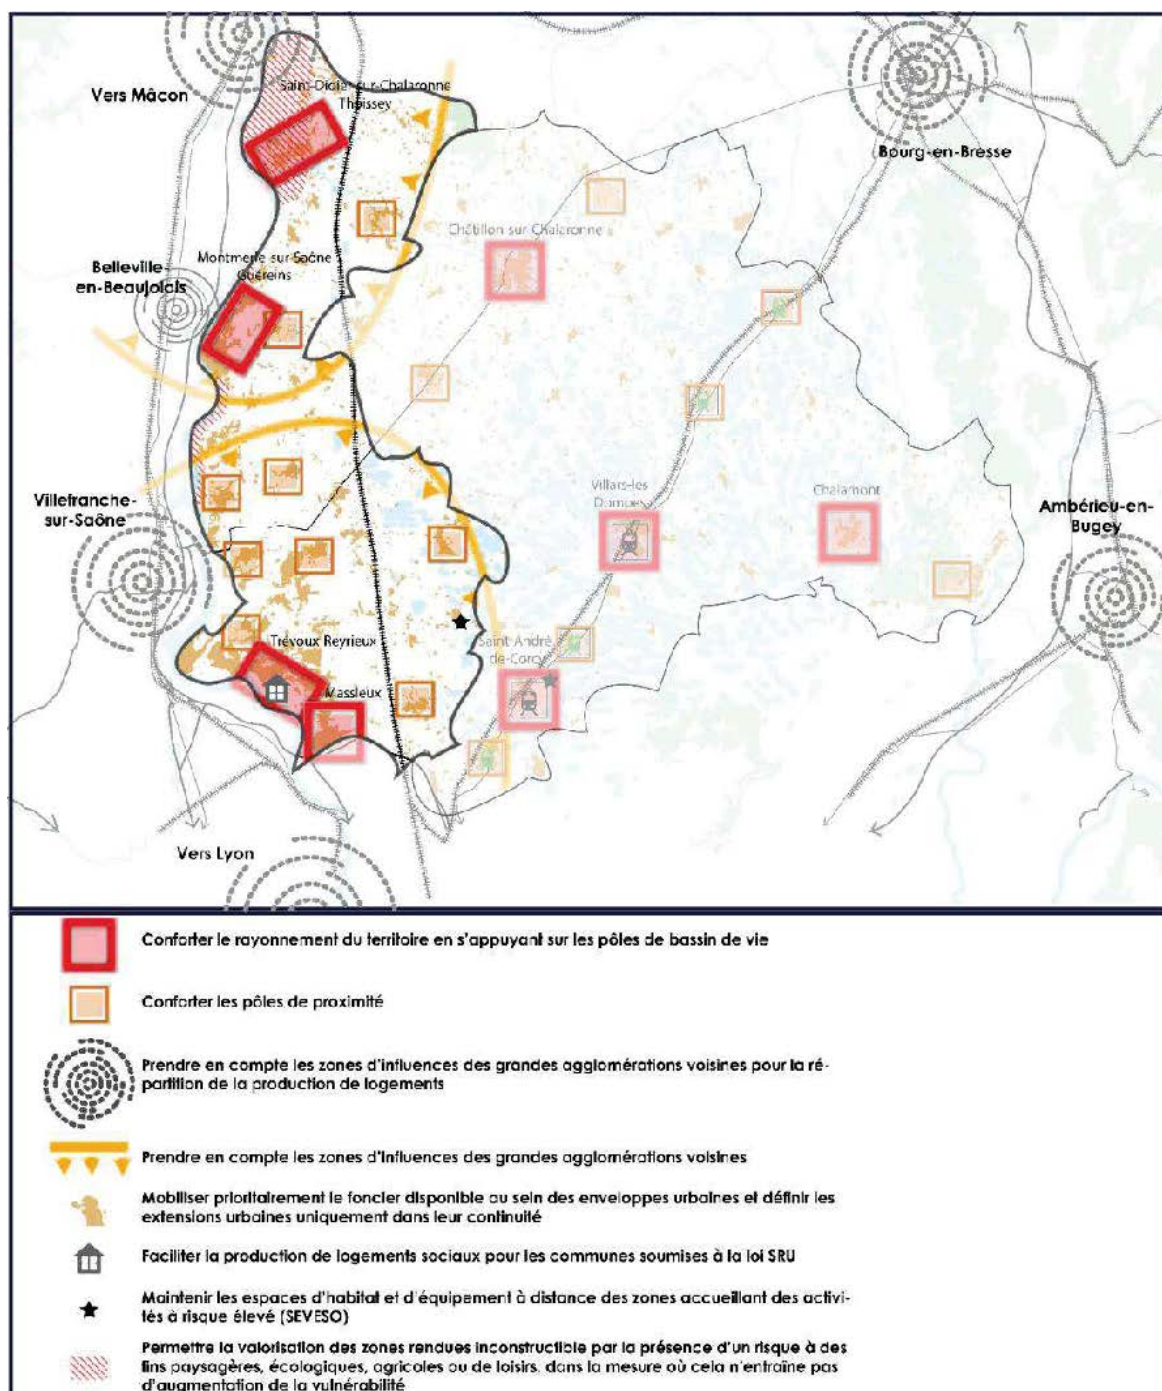 Vers Mâcon
Saint-Didier-sur-Chalaronne
Thoissey
Bourg-en-Bresse
Châtillon sur Chalaronne
Montmerle sur Saône
Guéreins
Belleville-
en-Beaujolais
Villefranche-
sur-Saône
Villars-les
Dombes
Chalamont
Ambérieu-en-
Bugey
Saint-André
de-Corcy
Trévoux Reyrieux
Massieux
Vers Lyon
Conforter le rayonnement du territoire en s'appuyant sur les pôles de bassin de vie
Conforter les pôles de proximité
Prendre en compte les zones d'influences des grandes agglomérations voisines pour la ré-
partition de la production de logements
Prendre en compte les zones d'influences des grandes agglomérations voisines
Mobiliser prioritairement le foncier disponible au sein des enveloppes urbaines et définir les
extensions urbaines uniquement dans leur continuité
Faciliter la production de logements sociaux pour les communes soumises à la loi SRU
Maintenir les espaces d'habitat et d'équipement à distance des zones accueillant des activi-
tés à risque élevé (SEVESO)
Permettre la valorisation des zones rendues inconstructible par la présence d'un risque à des
fins paysagères, écologiques, agricoles ou de loisirs, dans la mesure où cela n'entraîne pas
d'augmentation de la vulnérabilité